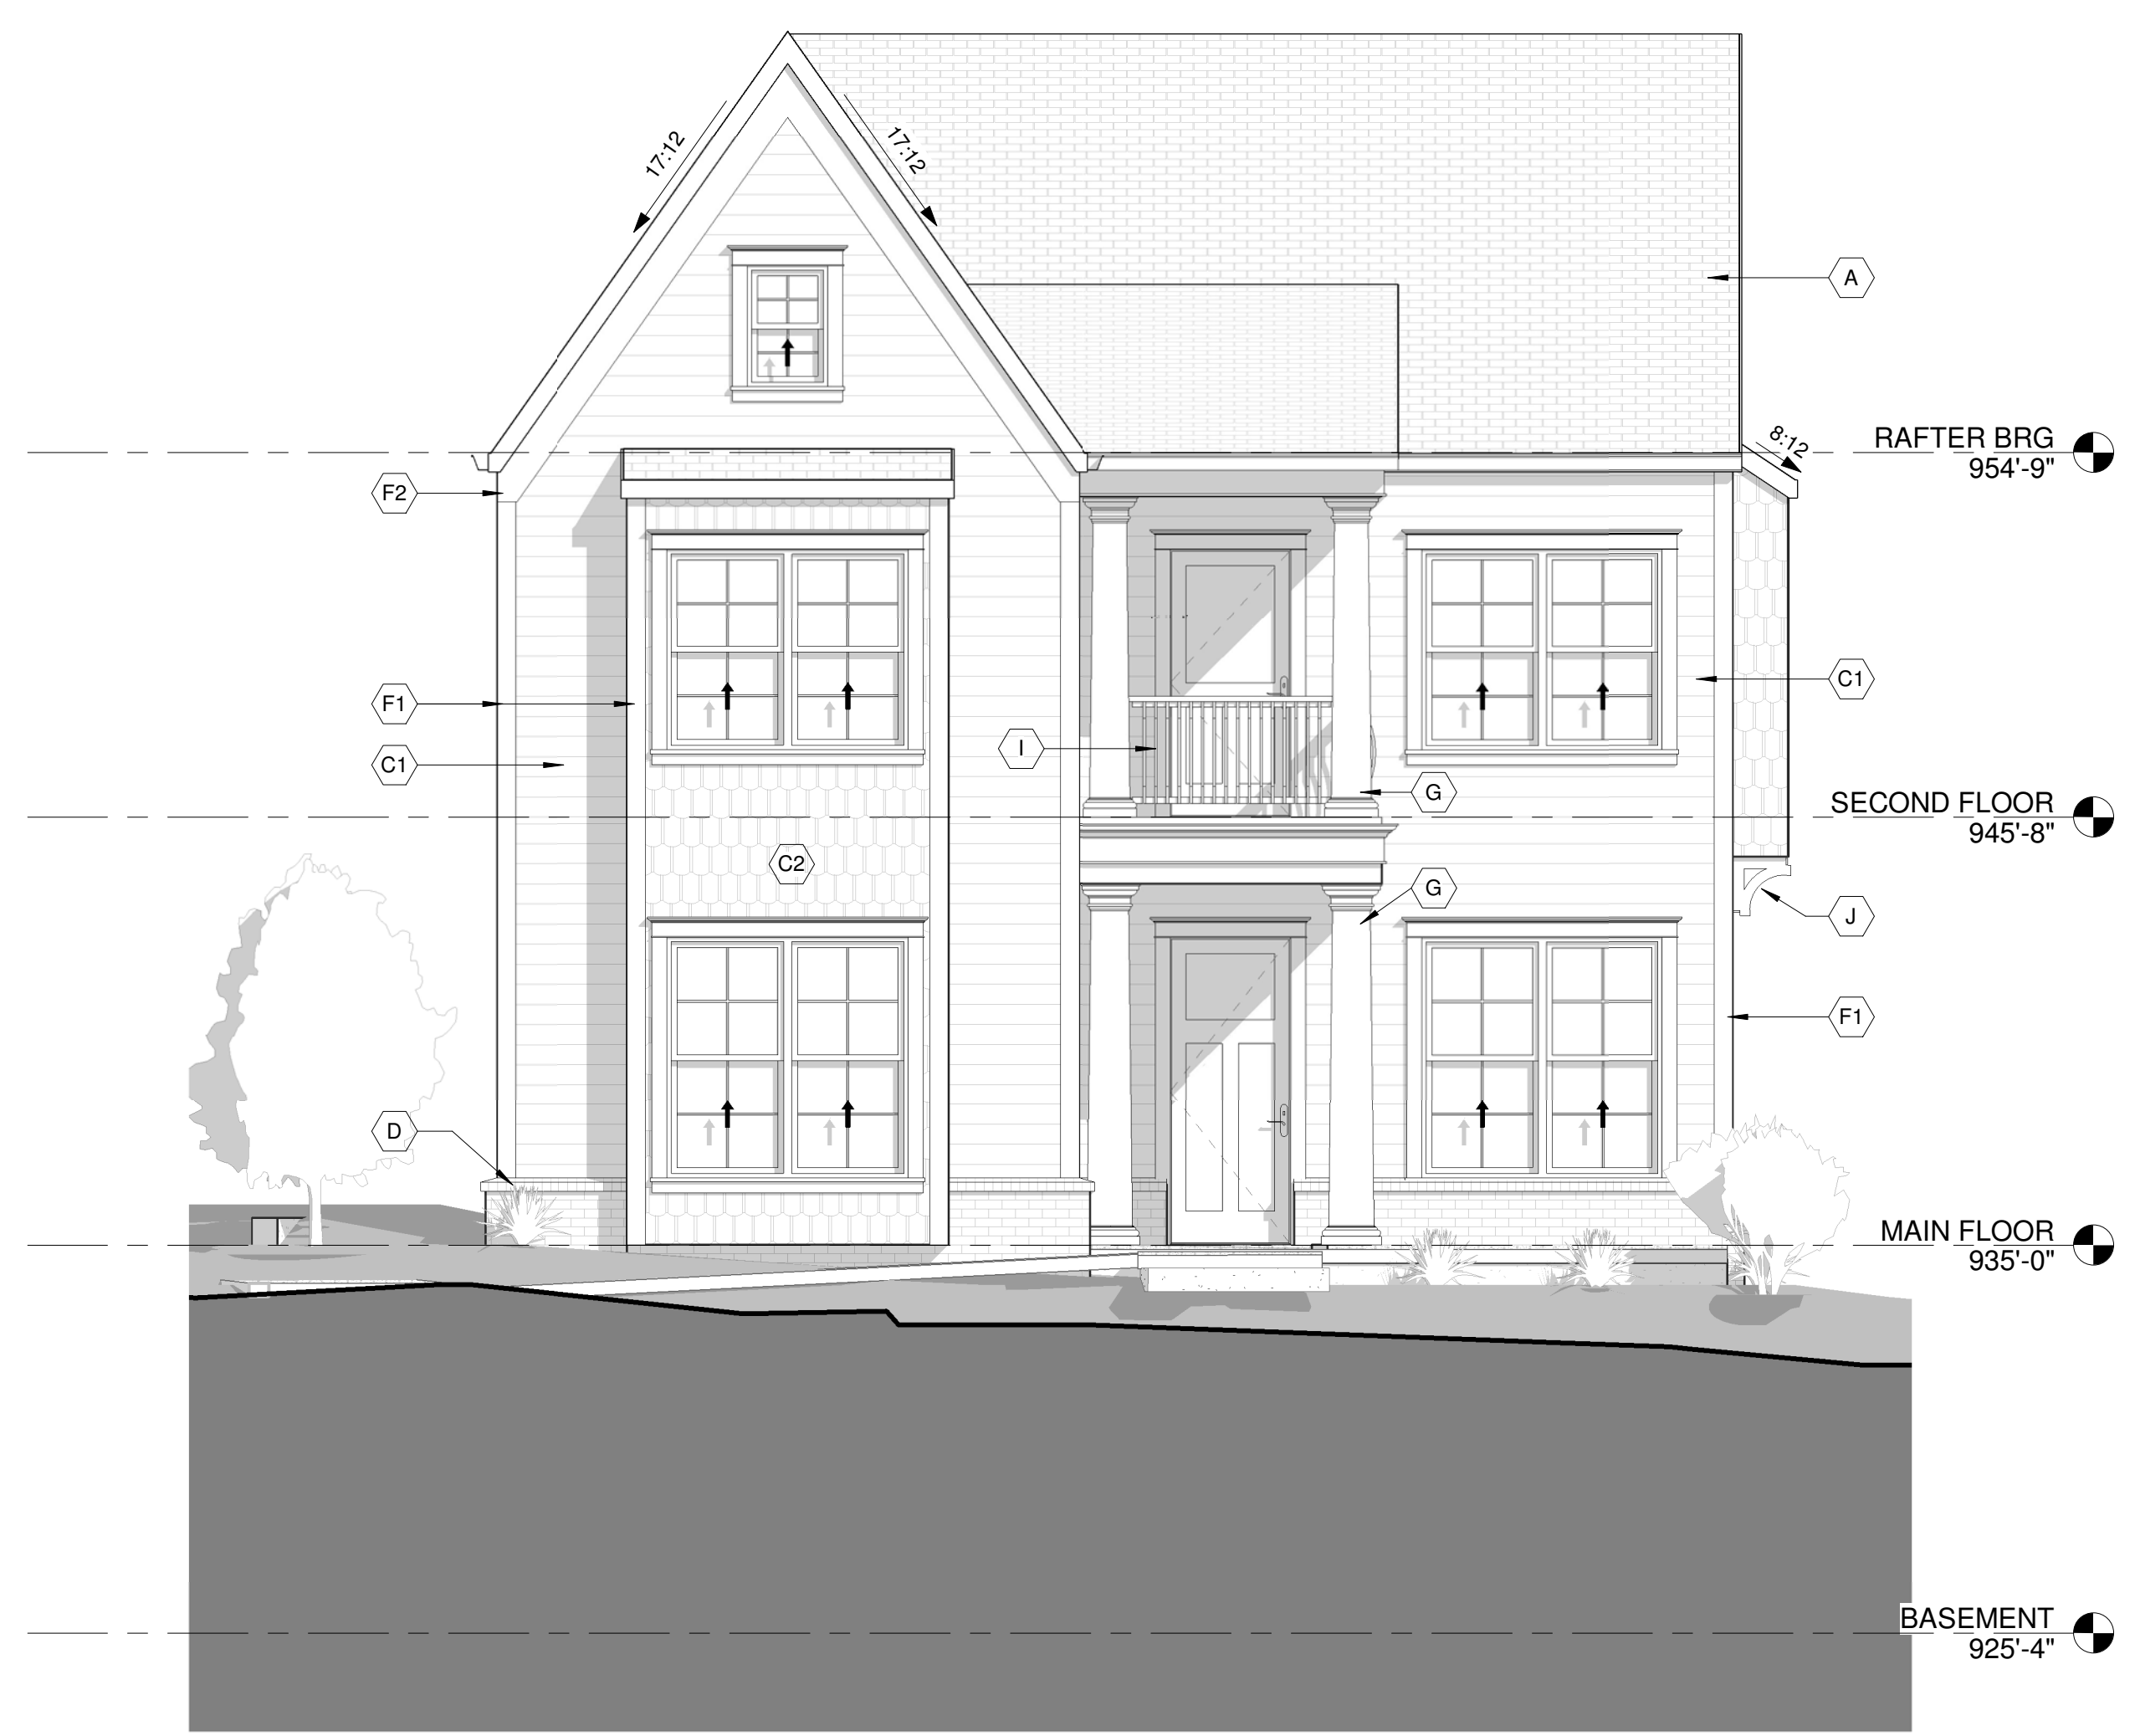 17:12
17:12
A
8:12
RAFTER BRG
954'-9"
F2
C1
F1
I
C1
G
SECOND FLOOR
945'-8"
C2
G
J
F1
D
MAIN FLOOR
935'-0"
BASEMENT
925'-4"